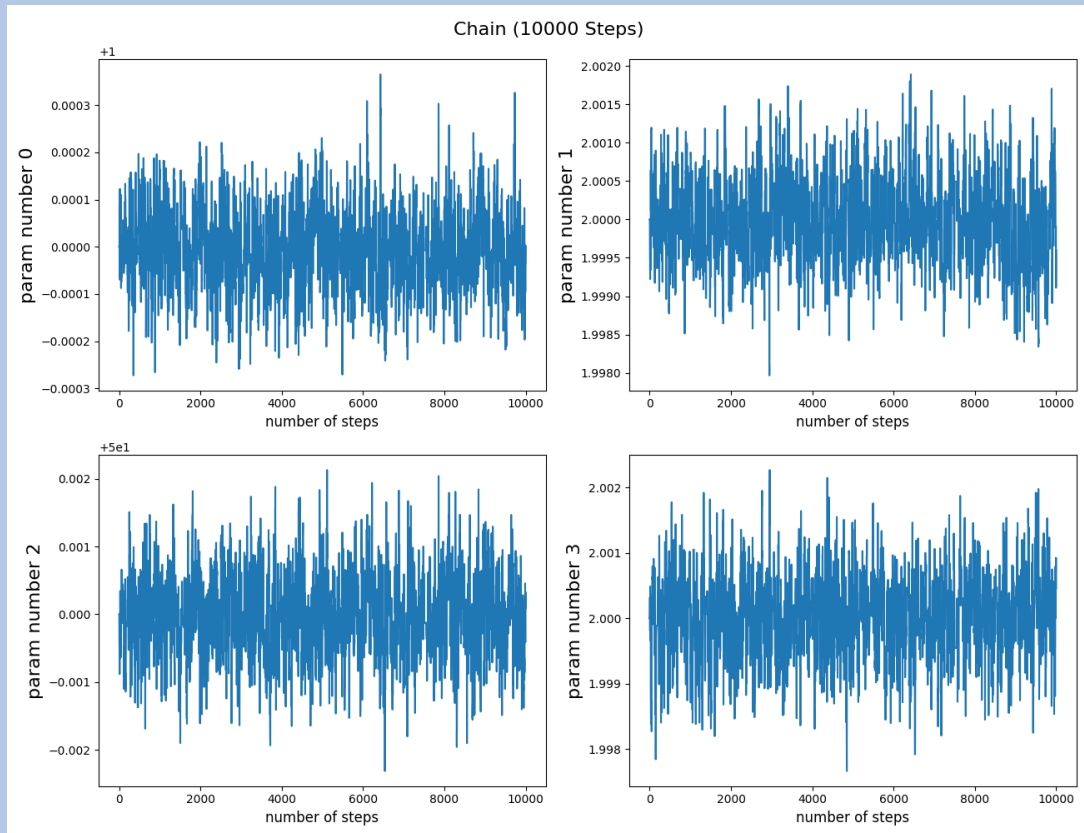 Chain (10000 Steps)
+1
0.0003
0.0002
0.0001
0.0000
−0.0001
−0.0002
−0.0003
param number 0
0 2000 4000 6000 8000 10000
number of steps
2.0020
2.0015
2.0010
2.0005
2.0000
1.9995
1.9990
1.9985
1.9980
param number 1
0 2000 4000 6000 8000 10000
number of steps
+5e1
0.002
0.001
0.000
−0.001
−0.002
param number 2
0 2000 4000 6000 8000 10000
number of steps
2.002
2.001
2.000
1.999
1.998
param number 3
0 2000 4000 6000 8000 10000
number of steps